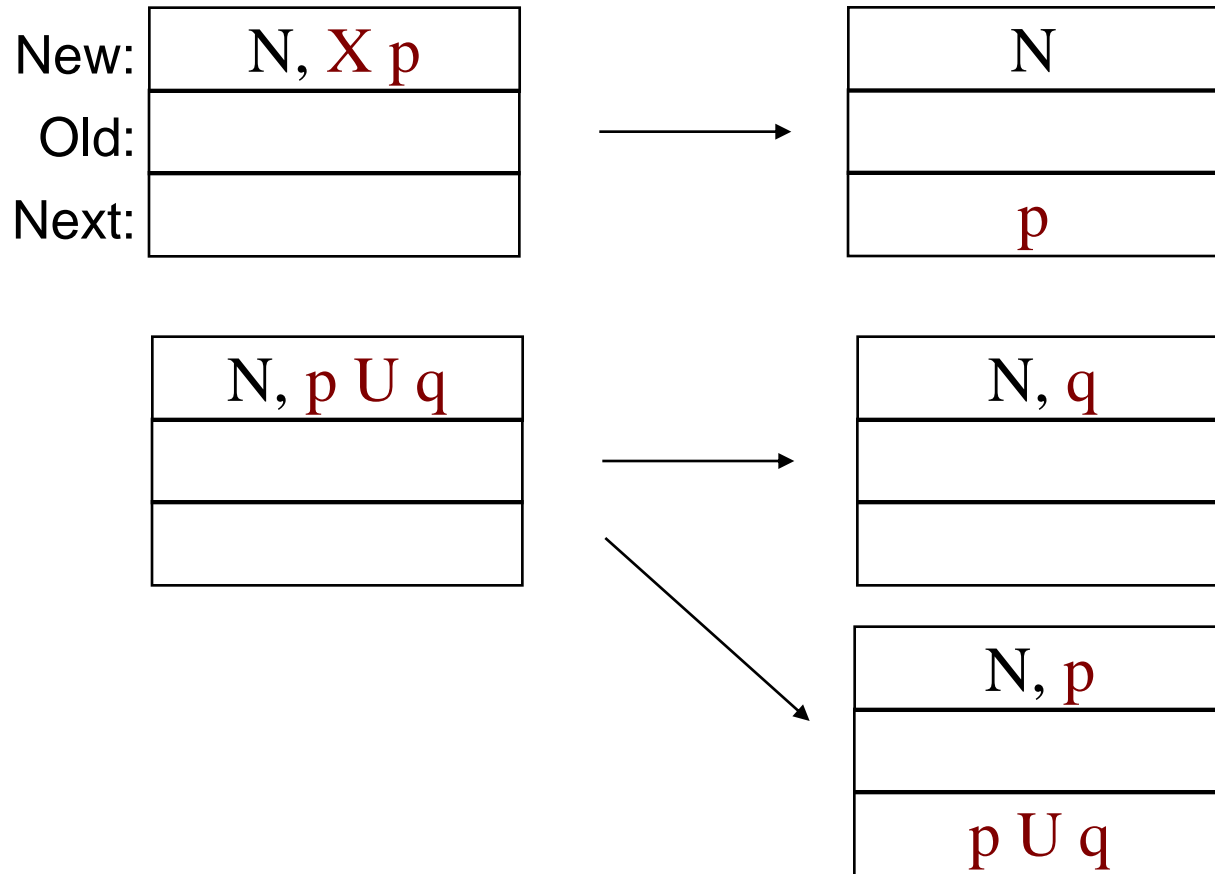 New: N, X p N
Old:
Next: p
N, p U q N, q
N, p
p U q